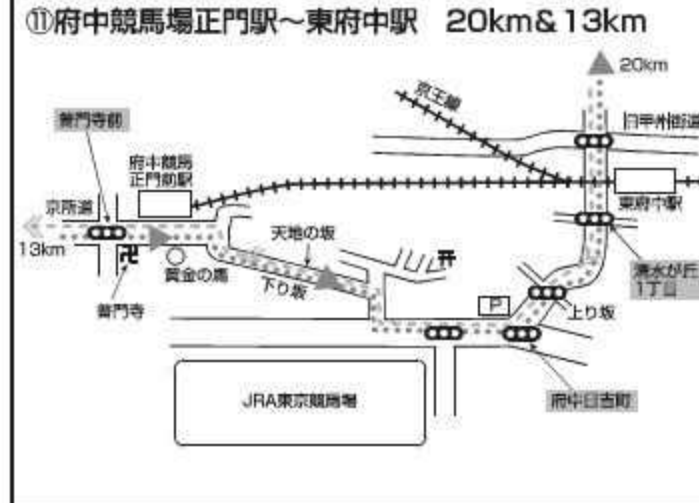 ⑪府中競馬場正門駅～東府中駅　20km&13km
20km
京王線
旧甲州街道
普門寺前
府中競馬
正門前駅
東府中駅
京所道
天地の坂
13km
黄金の馬
下り坂
清水が丘
1丁目
普門寺
P
上り坂
JRA東京競馬場
府中日吉町